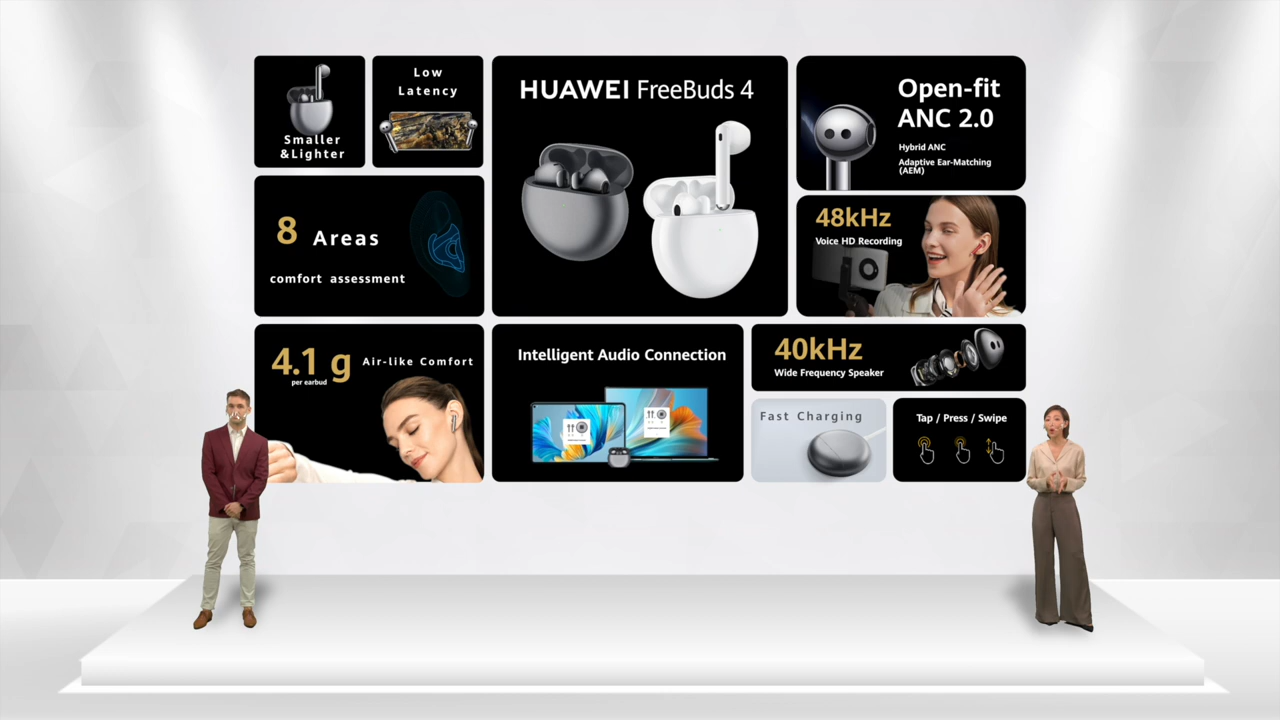 Smaller
&Lighter
Low
Latency
HUAWEI FreeBuds 4
Open-fit
ANC 2.0
Hybrid ANC
Adaptive Ear-Matching
(AEM)
8 Areas
comfort assessment
48kHz
Voice HD Recording
4.1 g Air-like Comfort
per earbud
Intelligent Audio Connection
40kHz
Wide Frequency Speaker
Fast Charging
Tap / Press / Swipe